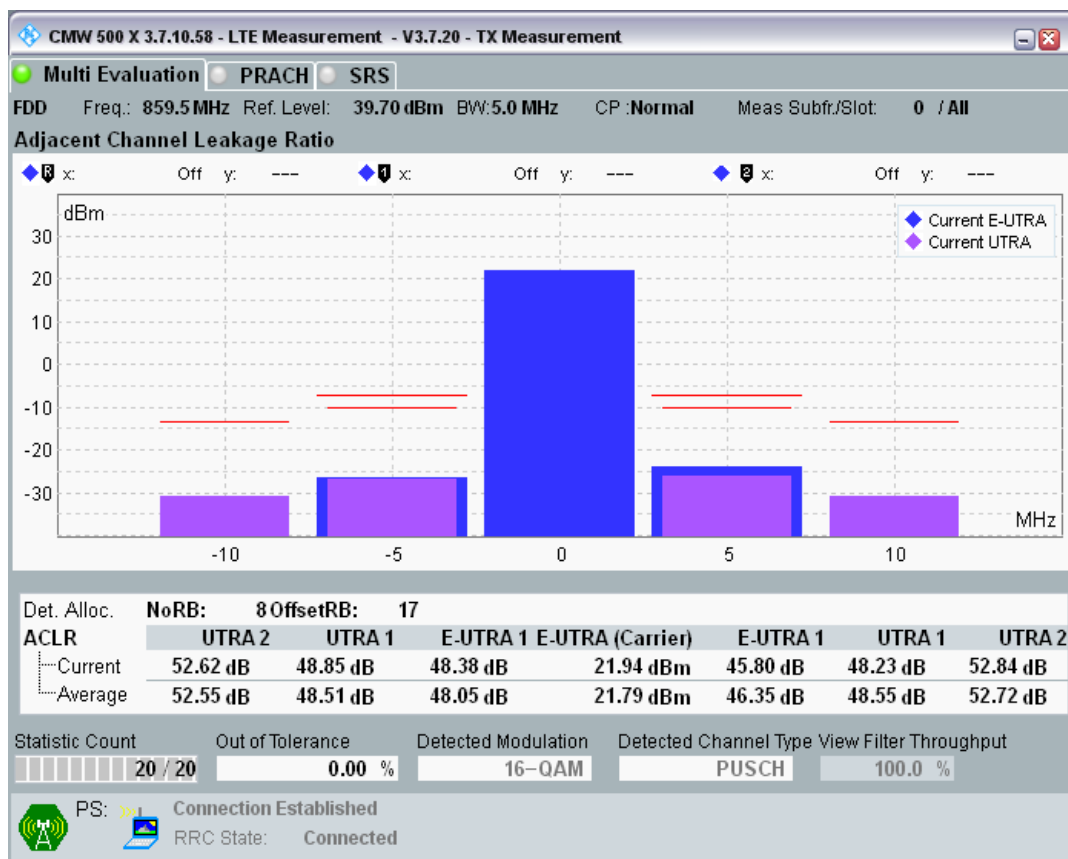 CMW 500 X 3.7.10.58 - LTE Measurement - V3.7.20 - TX Measurement
Multi Evaluation PRACH SRS
FDD Freq.: 859.5 MHz Ref. Level: 39.70 dBm BW:5.0 MHz CP :Normal Meas Subfr./Slot: 0 / All
Adjacent Channel Leakage Ratio
R x: Off y: --- 1 x: Off y: --- 2 x: Off y: ---
dBm
Current E-UTRA
Current UTRA
30
20
10
0
-10
-20
-30
MHz
-10 -5 0 5 10
Det. Alloc. NoRB: 8 OffsetRB: 17
ACLR UTRA 2 UTRA 1 E-UTRA 1 E-UTRA (Carrier) E-UTRA 1 UTRA 1 UTRA 2
Current 52.62 dB 48.85 dB 48.38 dB 21.94 dBm 45.80 dB 48.23 dB 52.84 dB
Average 52.55 dB 48.51 dB 48.05 dB 21.79 dBm 46.35 dB 48.55 dB 52.72 dB
Statistic Count Out of Tolerance Detected Modulation Detected Channel Type View Filter Throughput
20 / 20 0.00 % 16-QAM PUSCH 100.0 %
PS: Connection Established
RRC State: Connected